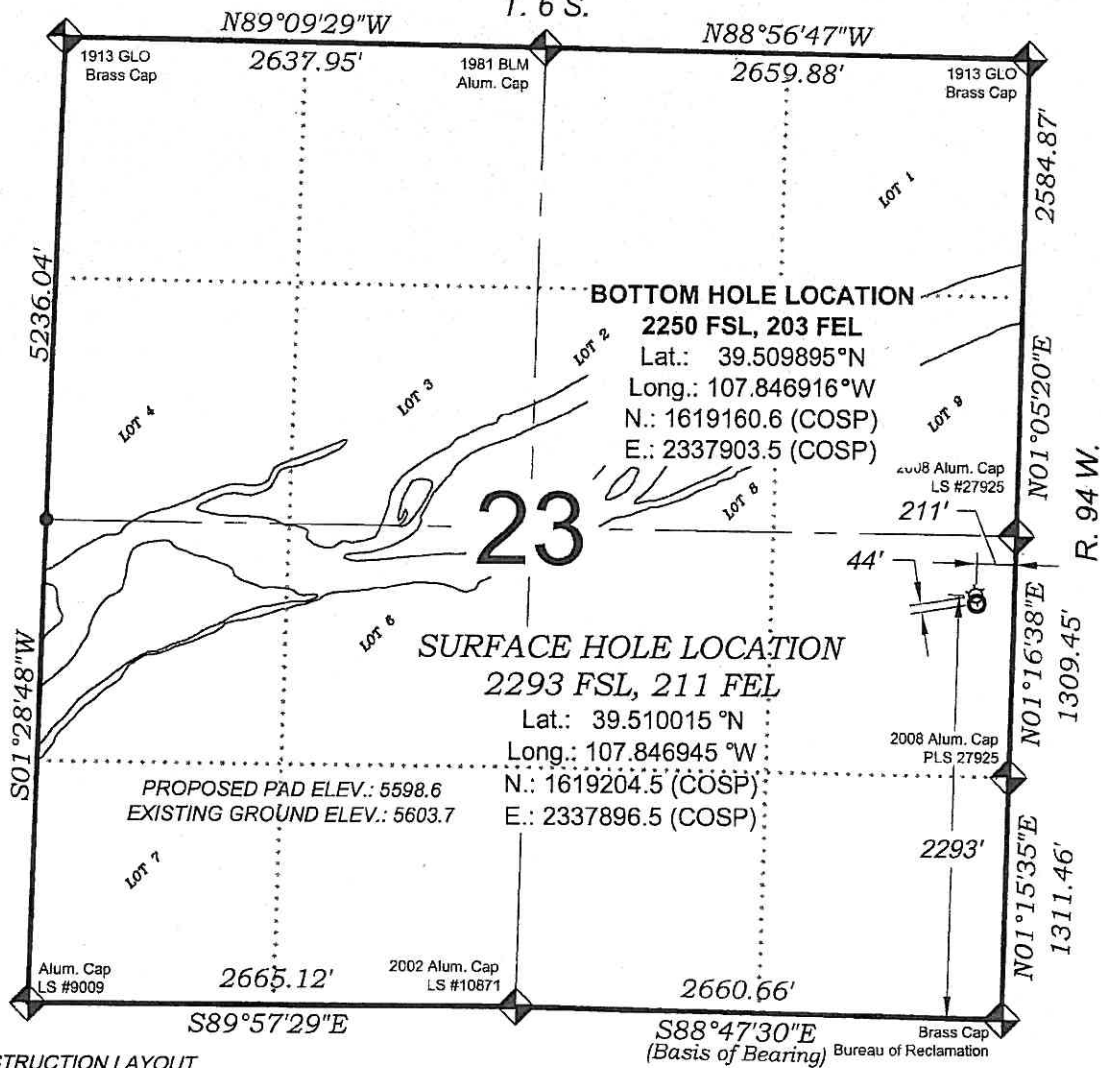 T. 6 S.
N89°09'29"W
N88°56'47"W
1913 GLO
Brass Cap
2637.95'
1981 BLM
Alum. Cap
2659.88'
1913 GLO
Brass Cap
2584.87'
LOT 1
5236.04'
BOTTOM HOLE LOCATION
2250 FSL, 203 FEL
Lat.: 39.509895°N
Long.: 107.846916°W
N.: 1619160.6 (COSP)
E.: 2337903.5 (COSP)
LOT 2
LOT 3
LOT 4
LOT 9
N01°05'20"E
R. 94 W.
2008 Alum. Cap
LS #27925
LOT 8
211'
23
44'
LOT 6
SURFACE HOLE LOCATION
2293 FSL, 211 FEL
Lat.: 39.510015 °N
Long.: 107.846945 °W
N.: 1619204.5 (COSP)
E.: 2337896.5 (COSP)
N01°16'38"E
1309.45'
S01°28'48"W
2008 Alum. Cap
PLS 27925
PROPOSED PAD ELEV.: 5598.6
EXISTING GROUND ELEV.: 5603.7
2293'
LOT 7
N01°15'35"E
1311.46'
Alum. Cap
LS #9009
2665.12'
2002 Alum. Cap
LS #10871
2660.66'
S89°57'29"E
S88°47'30"E
(Basis of Bearing)
Brass Cap
Bureau of Reclamation
STRUCTION LAYOUT